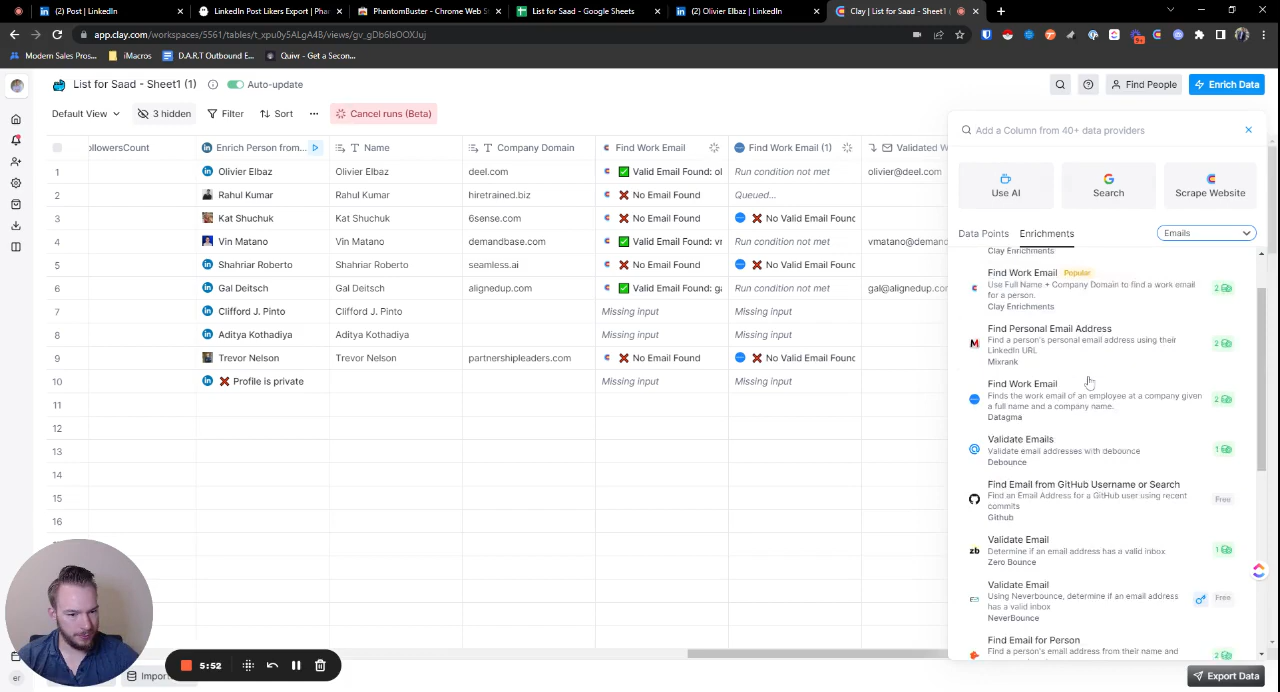 (2) Post | LinkedIn
LinkedIn Post Likers Export | Phan
PhantomBuster - Chrome Web S
List for Saad - Google Sheets
(2) Olivier Elbaz | LinkedIn
Clay | List for Saad - Sheet1
app.clay.com/workspaces/5561/tables/t_xpu0y5ALgA4B/views/gv_gDb6IsOOXJuj
Modern Sales Pros...
iMacros
D.A.R.T Outbound E...
Quivr - Get a Secon...
List for Saad - Sheet1 (1)
Auto-update
Find People
Enrich Data
Default View
3 hidden
Filter
Sort
Cancel runs (Beta)
ollowersCount
Enrich Person from...
Name
Company Domain
Find Work Email
Find Work Email (1)
Validated W
1 Olivier Elbaz Olivier Elbaz deel.com Valid Email Found: ol Run condition not met olivier@deel.com
2 Rahul Kumar Rahul Kumar hiretrained.biz No Email Found Queued...
3 Kat Shuchuk Kat Shuchuk 6sense.com No Email Found No Valid Email Found
4 Vin Matano Vin Matano demandbase.com Valid Email Found: vr Run condition not met vmatano@demand
5 Shahriar Roberto Shahriar Roberto seamless.ai No Email Found No Valid Email Found
6 Gal Deitsch Gal Deitsch alignedup.com Valid Email Found: ga Run condition not met gal@alignedup.com
7 Clifford J. Pinto Clifford J. Pinto Missing input Missing input
8 Aditya Kothadiya Aditya Kothadiya Missing input Missing input
9 Trevor Nelson Trevor Nelson partnershipleaders.com No Email Found No Valid Email Found
10 Profile is private Missing input Missing input
11
12
13
14
15
16
Add a Column from 40+ data providers
Use AI
Search
Scrape Website
Data Points
Enrichments
Emails
Clay Enrichments
Find Work Email Popular
Use Full Name + Company Domain to find a work email
for a person.
Clay Enrichments
2
Find Personal Email Address
Find a person's personal email address using their
LinkedIn URL
Mixrank
2
Find Work Email
Finds the work email of an employee at a company given
a full name and a company name.
Datagma
2
Validate Emails
Validate email addresses with debounce
Debounce
1
Find Email from GitHub Username or Search
Find an Email Address for a GitHub user using recent
commits
Github
Free
Validate Email
Determine if an email address has a valid inbox
Zero Bounce
1
Validate Email
Using Neverbounce, determine if an email address
has a valid inbox
NeverBounce
Free
Find Email for Person
Find a person's email address from their name and
2
5:52
Import
er
Export Data